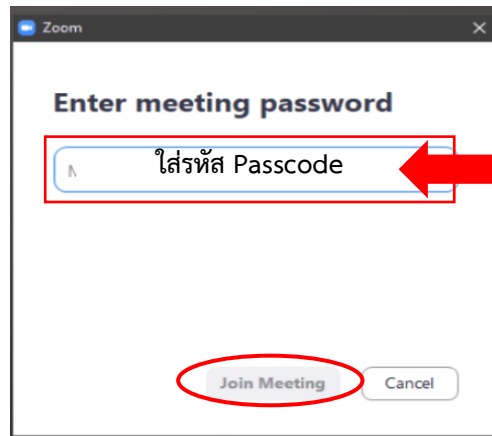 Zoom
Enter meeting password
ใส่รหัส Passcode
Join Meeting
Cancel